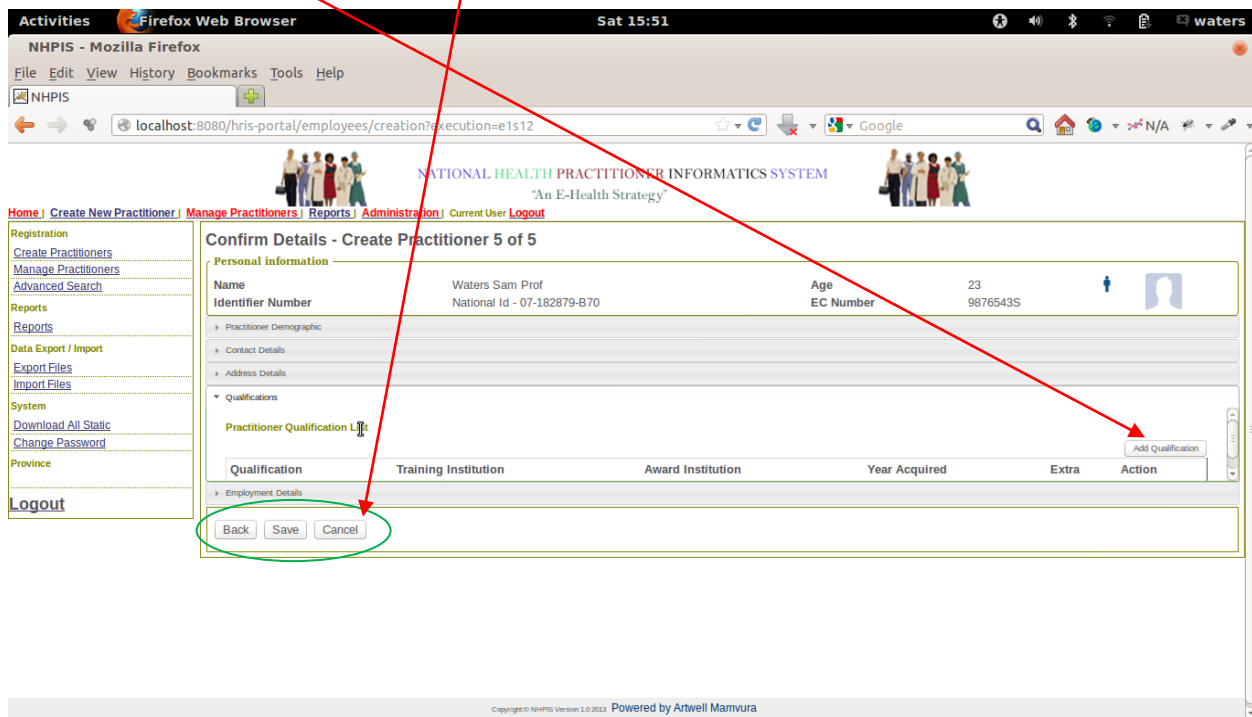 Activities Firefox Web Browser Sat 15:51 waters
NHPIS - Mozilla Firefox
File Edit View History Bookmarks Tools Help
NHPIS
localhost:8080/hris-portal/employees/creation?execution=e1s12 Google N/A
NATIONAL HEALTH PRACTITIONER INFORMATICS SYSTEM
"An E-Health Strategy"
Home | Create New Practitioner | Manage Practitioners | Reports | Administration | Current User Logout
Registration
Create Practitioners
Manage Practitioners
Advanced Search
Reports
Reports
Data Export / Import
Export Files
Import Files
System
Download All Static
Change Password
Province
Logout
Confirm Details - Create Practitioner 5 of 5
Personal information
Name Waters Sam Prof Age 23
Identifier Number National Id - 07-182879-B70 EC Number 9876543S
Practitioner Demographic
Contact Details
Address Details
Qualifications
Practitioner Qualification List
Add Qualification
Qualification Training Institution Award Institution Year Acquired Extra Action
Employment Details
Back Save Cancel
Copyright© NHPIS Version 1.0 2013 Powered by Artwell Mamvura